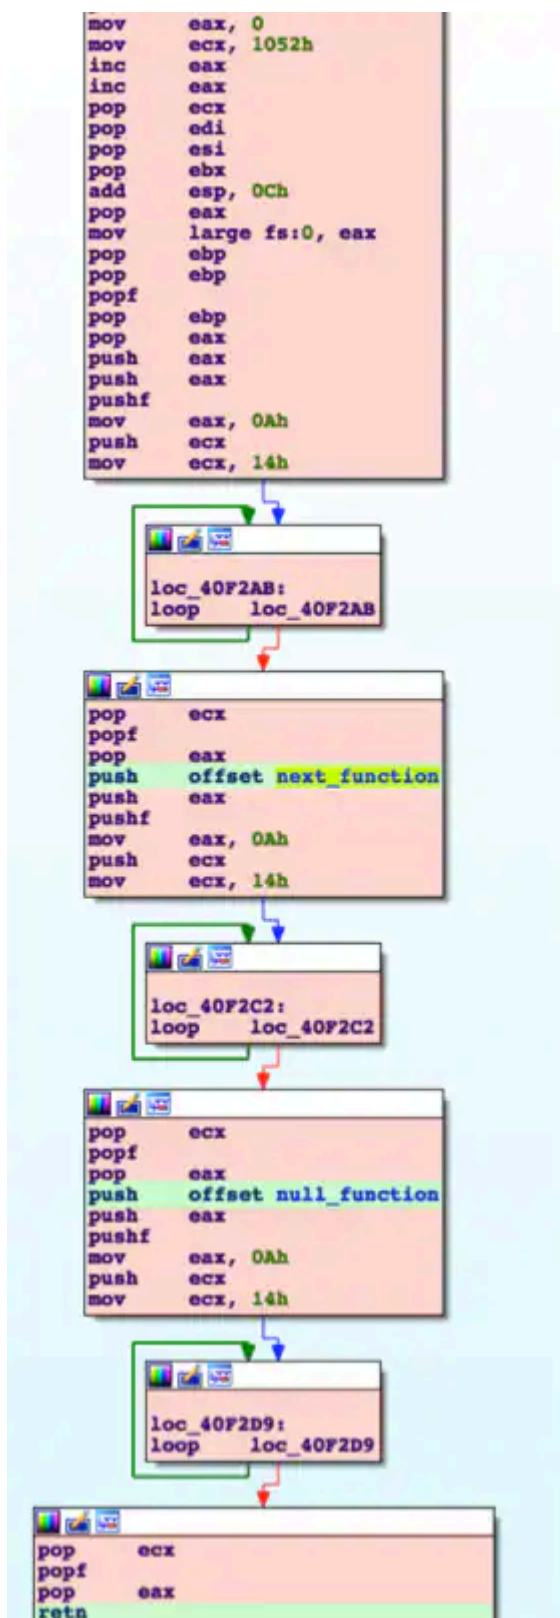 mov eax, 0
mov ecx, 1052h
inc eax
inc eax
pop ecx
pop edi
pop esi
pop ebx
add esp, 0Ch
pop eax
mov large fs:0, eax
pop ebp
pop ebp
popf
pop ebp
pop eax
push eax
push eax
pushf
mov eax, 0Ah
push ecx
mov ecx, 14h
loc_40F2AB:
loop loc_40F2AB
pop ecx
popf
pop eax
push offset next_function
push eax
pushf
mov eax, 0Ah
push ecx
mov ecx, 14h
loc_40F2C2:
loop loc_40F2C2
pop ecx
popf
pop eax
push offset null_function
push eax
pushf
mov eax, 0Ah
push ecx
mov ecx, 14h
loc_40F2D9:
loop loc_40F2D9
pop ecx
popf
pop eax
retn